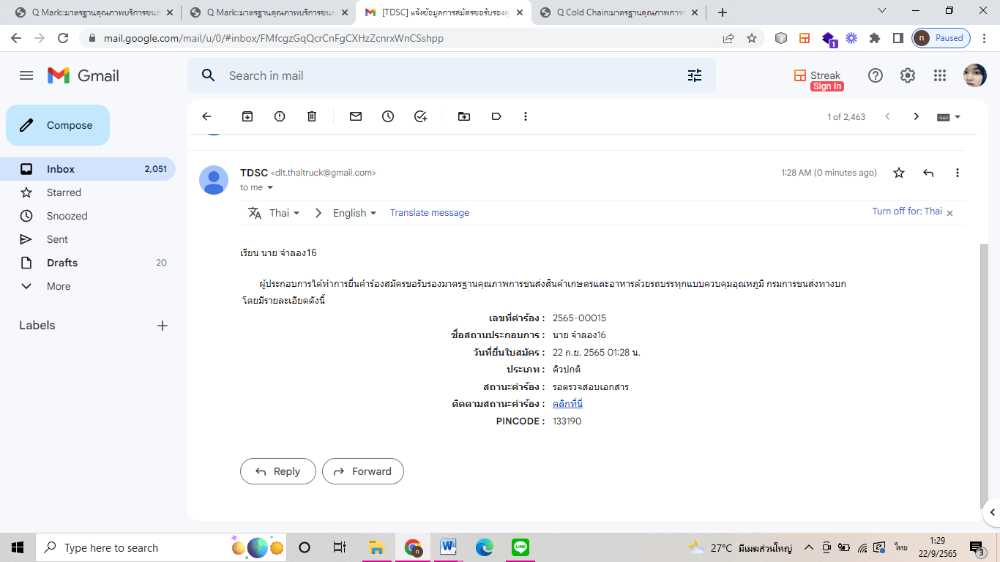 Q Mark::มาตรฐานคุณภาพบริการขนส
Q Mark::มาตรฐานคุณภาพบริการขนส
[TDSC] แจ้งข้อมูลการสมัครขอรับรองคุ
Q Cold Chain:มาตรฐานคุณภาพการข
mail.google.com/mail/u/0/#inbox/FMfcgzGqQcrCnFgCXHzZcnrxWnCSshpp
1
n
Paused
Gmail
Search in mail
Streak
Sign In
Compose
1 of 2,463
Inbox 2,051
Starred
Snoozed
Sent
Drafts 20
More
Labels
TDSC <dlt.thaitruck@gmail.com>
1:28 AM (0 minutes ago)
to me
Thai
English
Translate message
Turn off for: Thai
เรียน นาย จำลอง16
ผู้ประกอบการได้ทำการยื่นคำร้องสมัครขอรับรองมาตรฐานคุณภาพการขนส่งสินค้าเกษตรและอาหารด้วยรถบรรทุกแบบควบคุมอุณหภูมิ กรมการขนส่งทางบก
โดยมีรายละเอียดดังนี้
เลขที่คำร้อง : 2565-00015
ชื่อสถานประกอบการ : นาย จำลอง16
วันที่ยื่นใบสมัคร : 22 ก.ย. 2565 01:28 น.
ประเภท : คิวปกติ
สถานะคำร้อง : รอตรวจสอบเอกสาร
ติดตามสถานะคำร้อง : คลิกที่นี่
PINCODE : 133190
Reply
Forward
Type here to search
n
LINE
27°C มีเมฆส่วนใหญ่
ไทย
1:29
22/9/2565
3